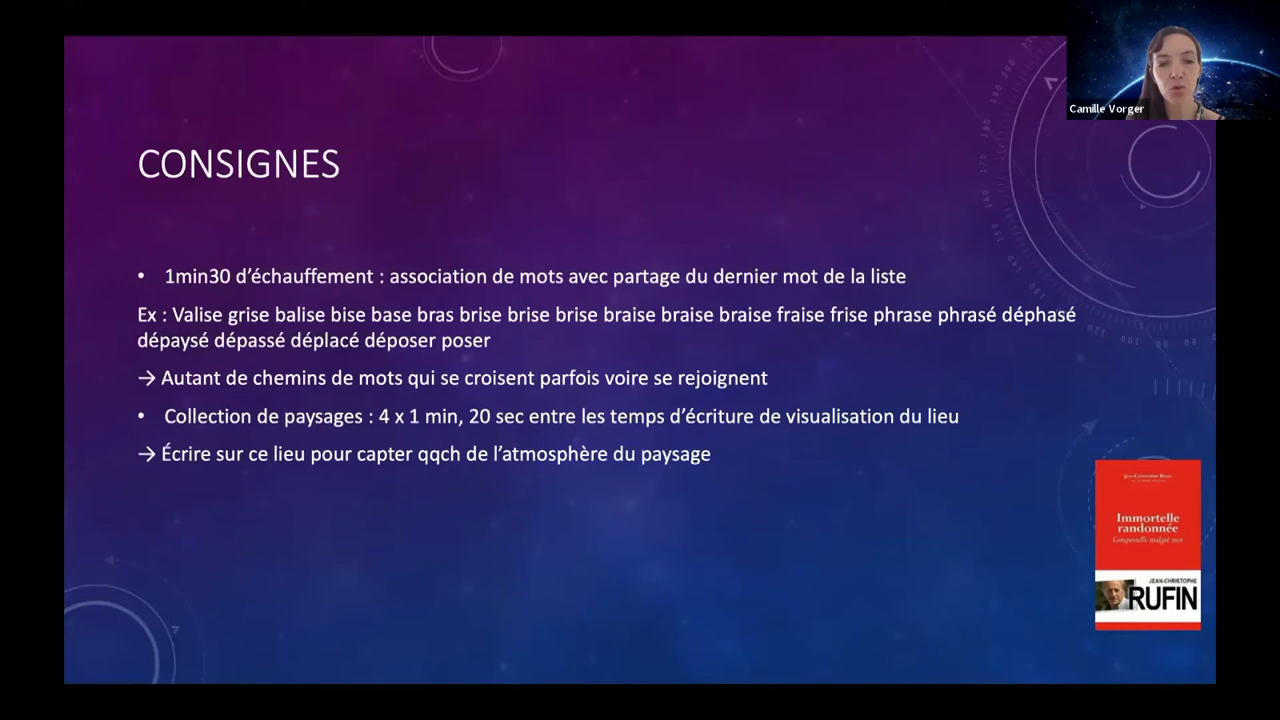 Camille Vorger
CONSIGNES
• 1min30 d’échauffement : association de mots avec partage du dernier mot de la liste
Ex : Valise grise balise bise base bras brise brise brise braise braise braise fraise frise phrase phrasé déphasé
dépaysé dépassé déplacé déposer poser
→ Autant de chemins de mots qui se croisent parfois voire se rejoignent
• Collection de paysages : 4 x 1 min, 20 sec entre les temps d’écriture de visualisation du lieu
→ Écrire sur ce lieu pour capter qqch de l’atmosphère du paysage
Immortelle
randonnée
Compostelle malgré moi
JEAN-CHRISTOPHE
RUFIN